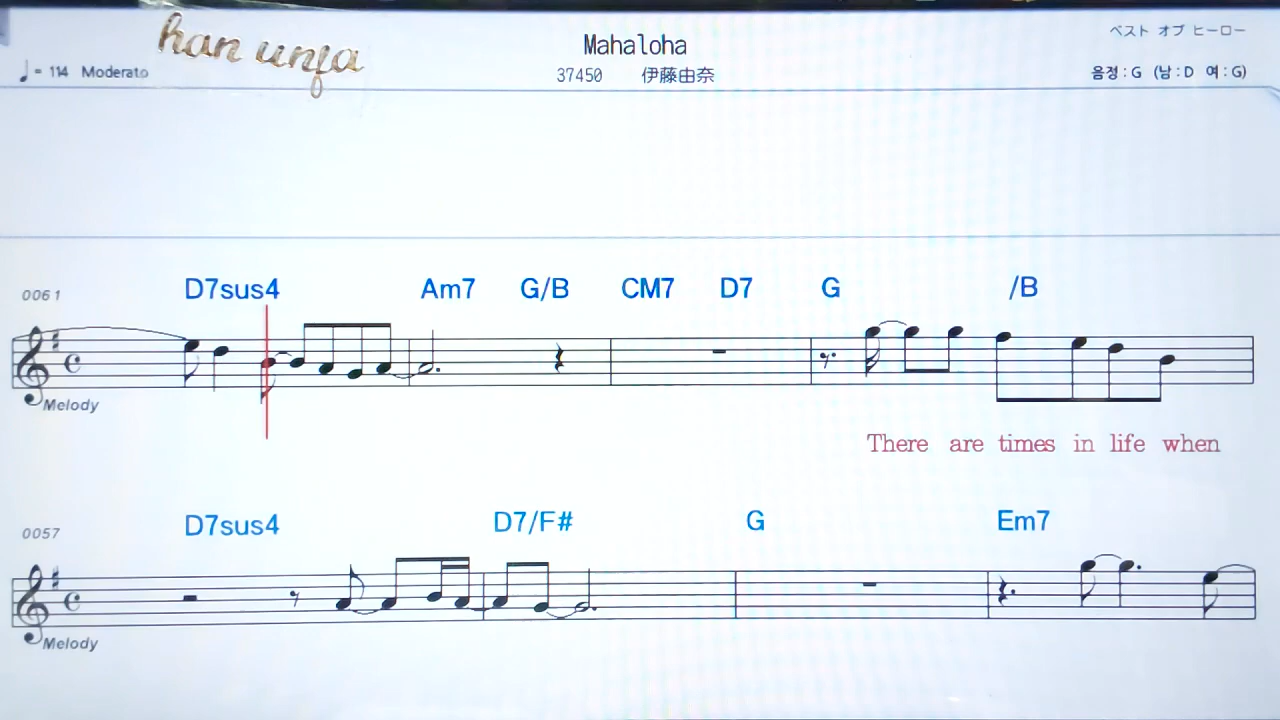 han unfa
Mahaloha
ベスト オブ ヒーロー
♩= 114 Moderato
37450 伊藤由奈
음정 : G (남 : D 여 : G)
0061 D7sus4 Am7 G/B CM7 D7 G /B
Melody
There are times in life when
0057 D7sus4 D7/F# G Em7
Melody